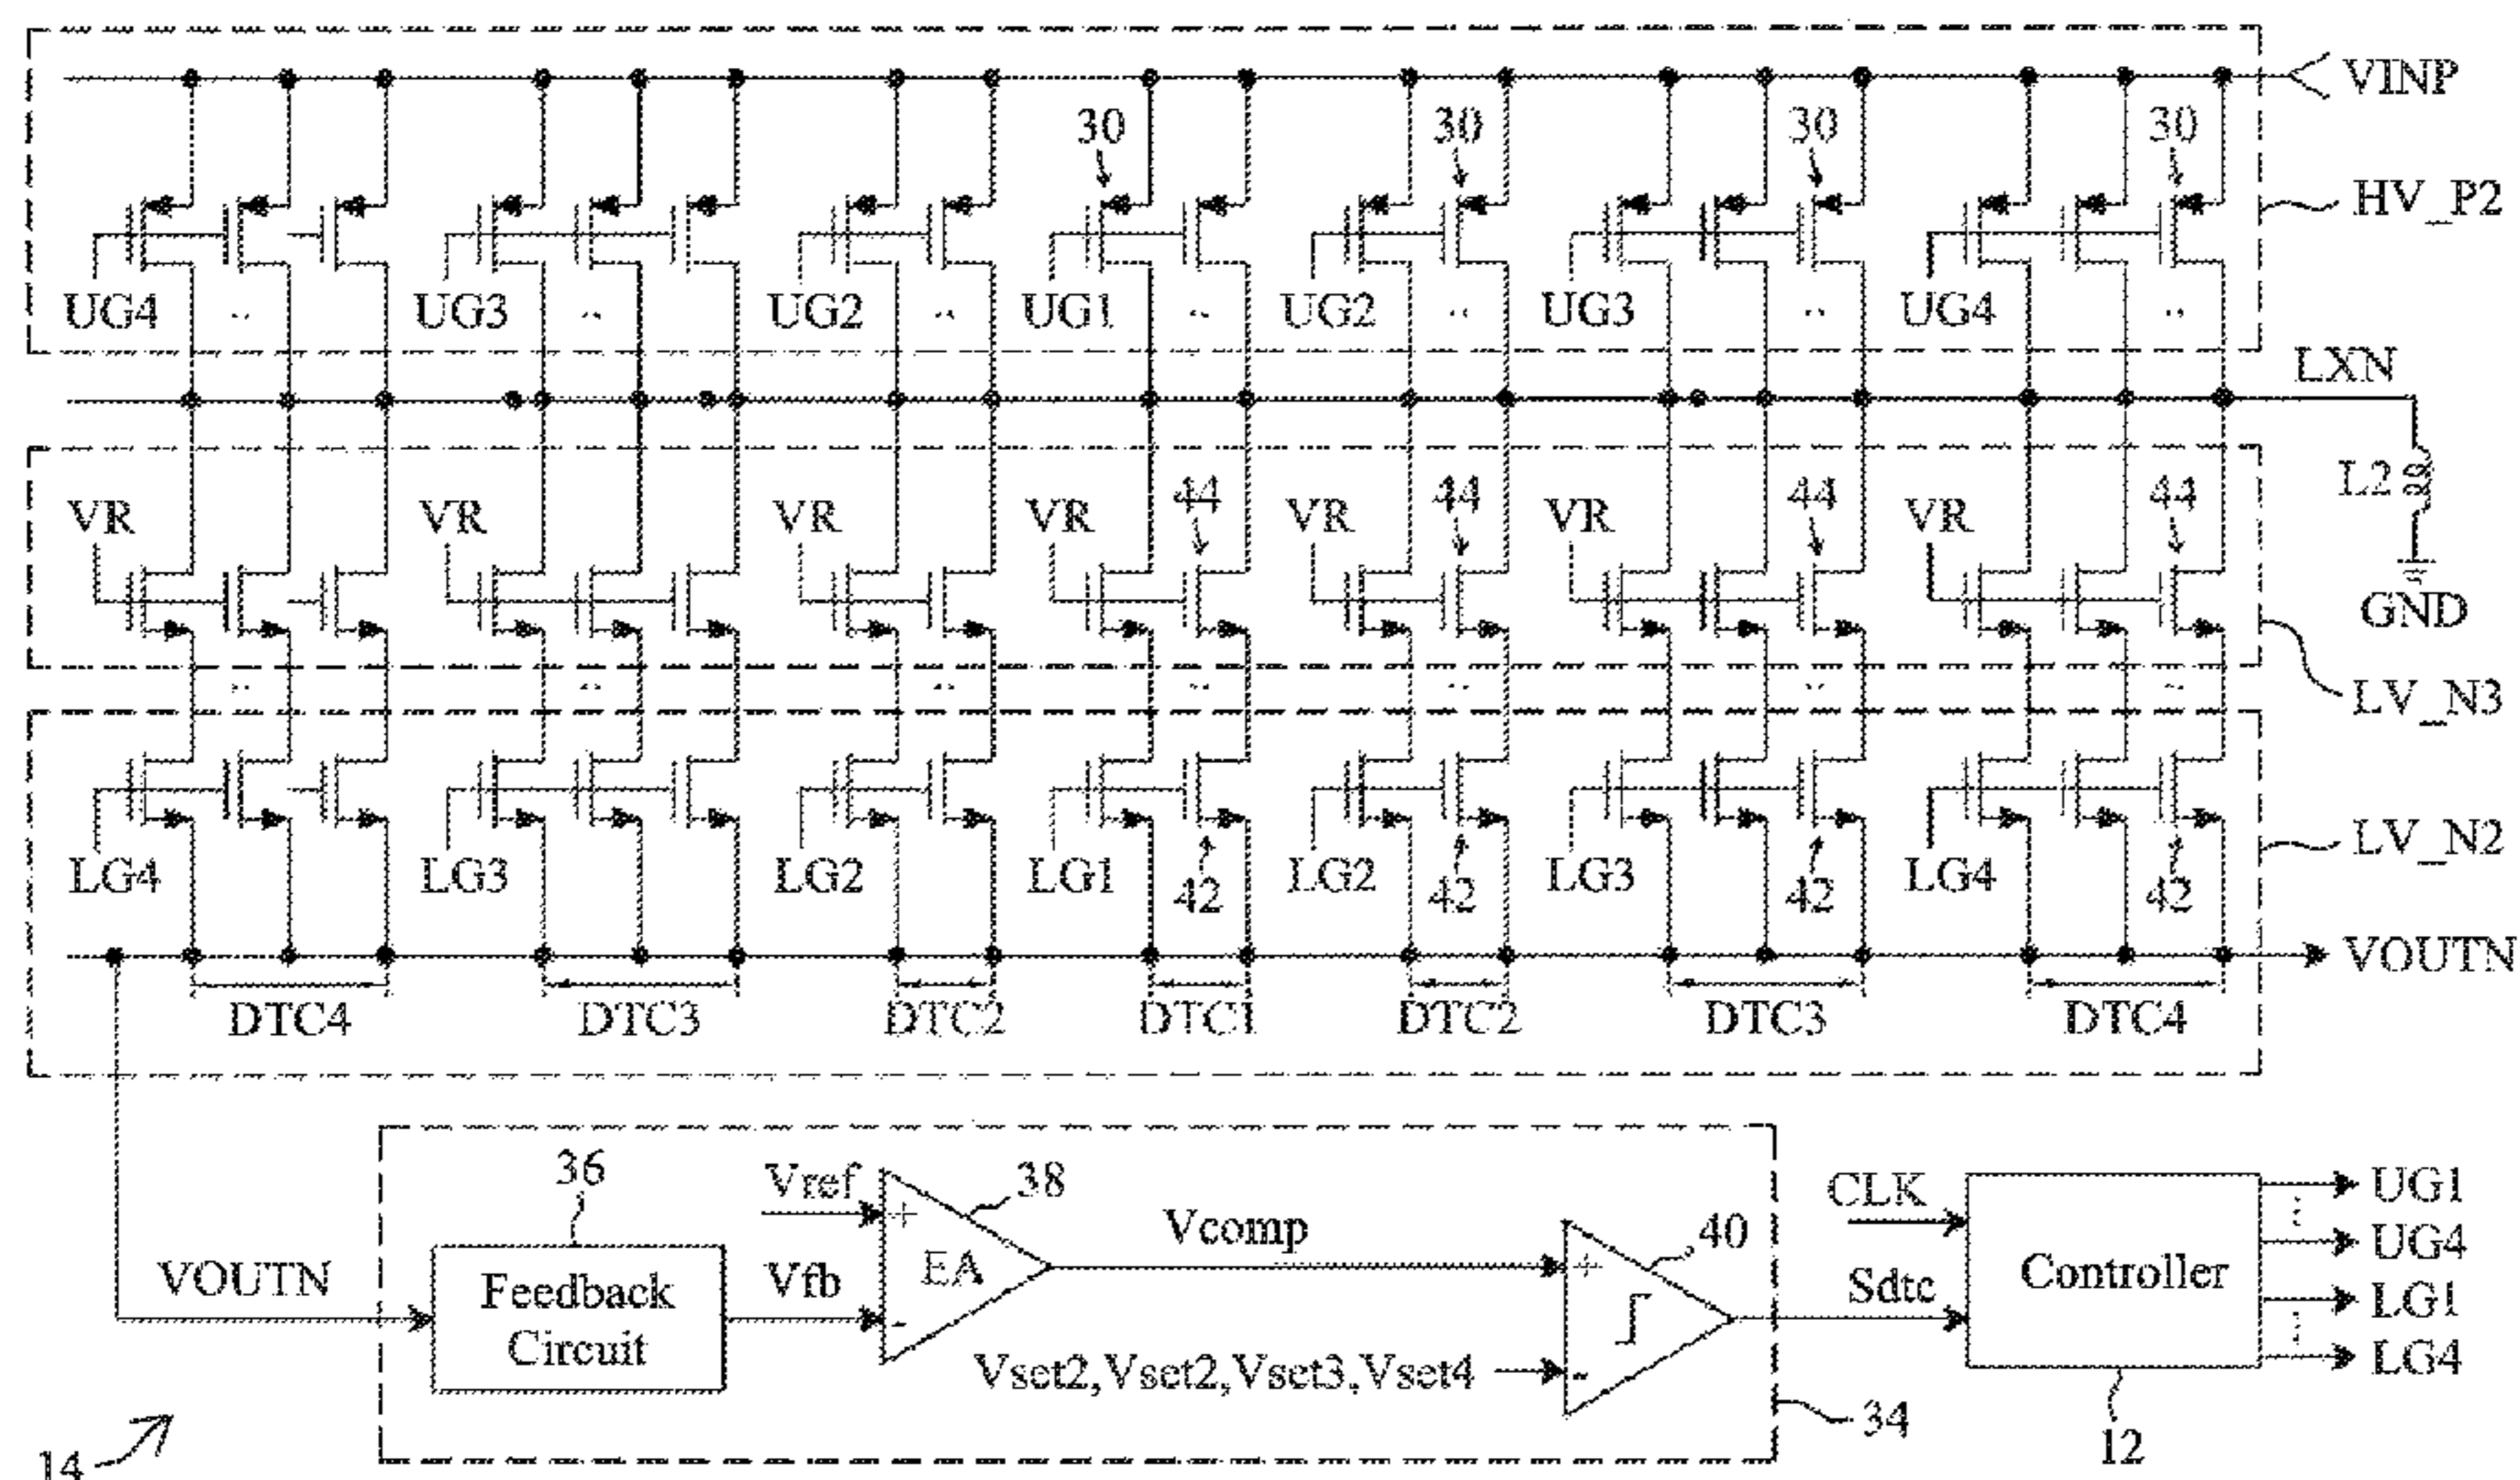 VINP
30 30 30 30
HV_P2
UG4 UG3 UG2 UG1 UG2 UG3 UG4
LXN
44 44 44 44
L2
VR VR VR VR VR VR VR
GND
LV_N3
LV_N2
LG4 LG3 LG2 LG1 LG2 LG3 LG4
42 42 42 42
VOUTN
DTC4 DTC3 DTC2 DTC1 DTC2 DTC3 DTC4
36
Vref
+
38
Vcomp
40
CLK
UG1
UG4
VOUTN
Feedback
Circuit
Vfb
EA
-
+
Sdtc
Controller
LG1
LG4
Vset2,Vset2,Vset3,Vset4
-
34
12
14